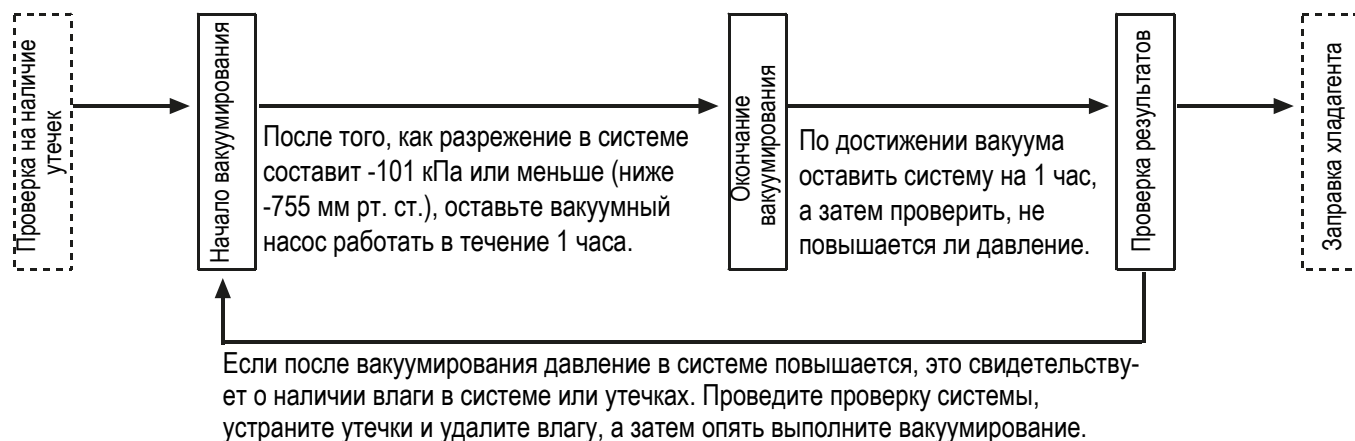 Проверка на наличие
утечек
Начало вакуумирования
После того, как разрежение в системе
составит -101 кПа или меньше (ниже
-755 мм рт. ст.), оставьте вакуумный
насос работать в течение 1 часа.
Окончание
вакуумирования
По достижении вакуума
оставить систему на 1 час,
а затем проверить, не
повышается ли давление.
Проверка результатов
Заправка хладагента
Если после вакуумирования давление в системе повышается, это свидетельству-
ет о наличии влаги в системе или утечках. Проведите проверку системы,
устраните утечки и удалите влагу, а затем опять выполните вакуумирование.